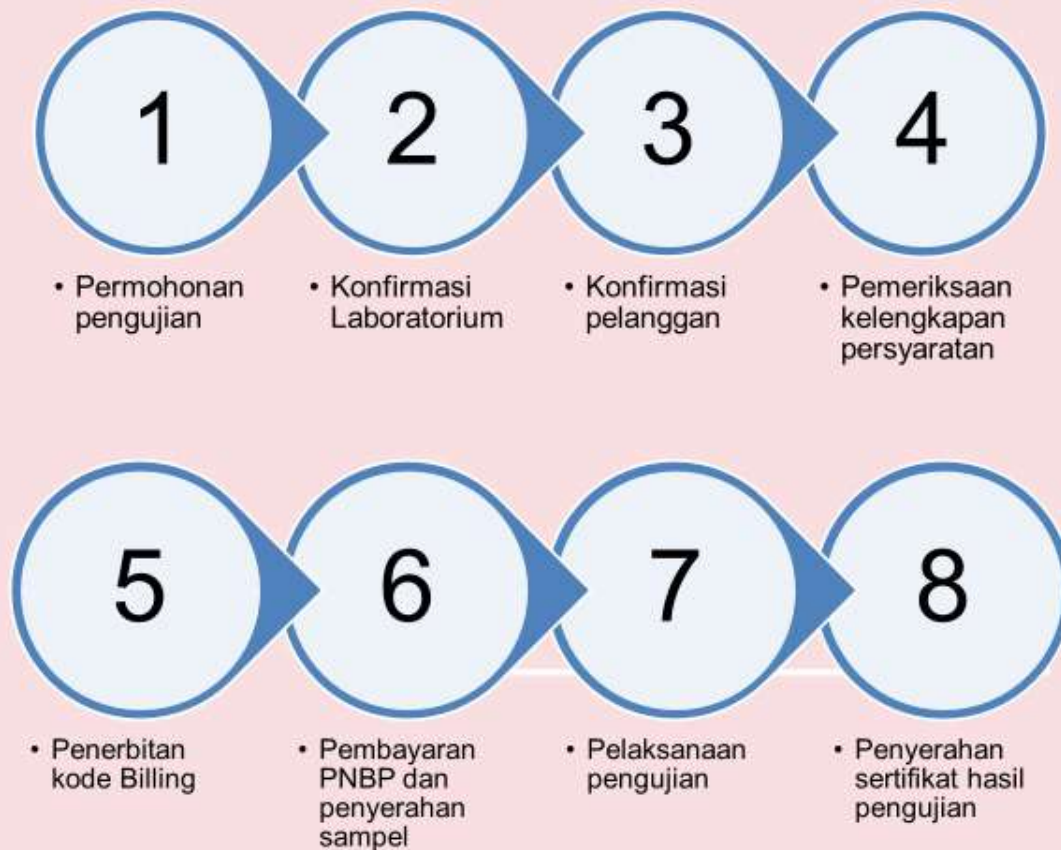 1
2
3
4
• Permohonan
pengujian
• Konfirmasi
Laboratorium
• Konfirmasi
pelanggan
• Pemeriksaan
kelengkapan
persyaratan
5
6
7
8
• Penerbitan
kode Billing
• Pembayaran
PNBP dan
penyerahan
sampel
• Pelaksanaan
pengujian
• Penyerahan
sertifikat hasil
pengujian